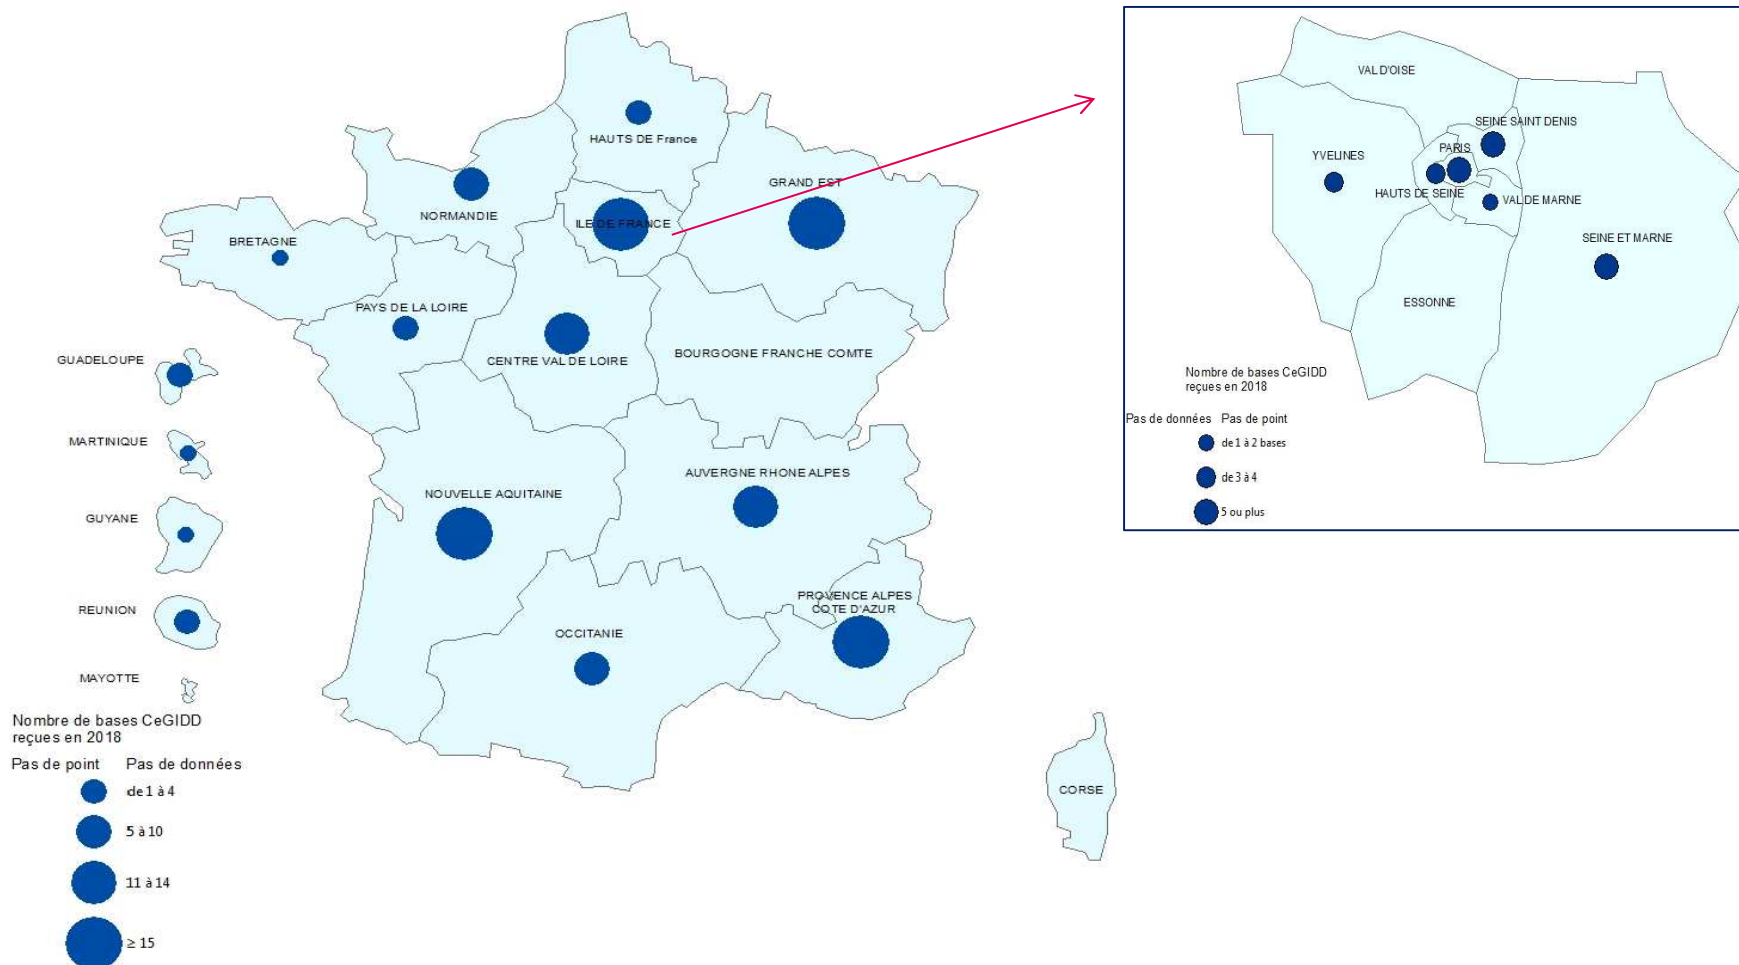 HAUTS DE France
GRAND EST
NORMANDIE
ILE DE FRANCE
BRETAGNE
PAYS DE LA LOIRE
CENTRE VAL DE LOIRE
BOURGOGNE FRANCHE COMTE
GUADELOUPE
MARTINIQUE
AUVERGNE RHONE ALPES
NOUVELLE AQUITAINE
GUYANE
REUNION
PROVENCE ALPES
COTE D'AZUR
OCCITANIE
MAYOTTE
CORSE
Nombre de bases CeGIDD
reçues en 2018
Pas de point Pas de données
de 1 à 4
5 à 10
11 à 14
≥ 15
VAL D'OISE
SEINE SAINT DENIS
PARIS
YVELINES
HAUTS DE SEINE
VAL DE MARNE
SEINE ET MARNE
ESSONNE
Nombre de bases CeGIDD
reçues en 2018
Pas de données Pas de point
de 1 à 2 bases
de 3 à 4
5 ou plus